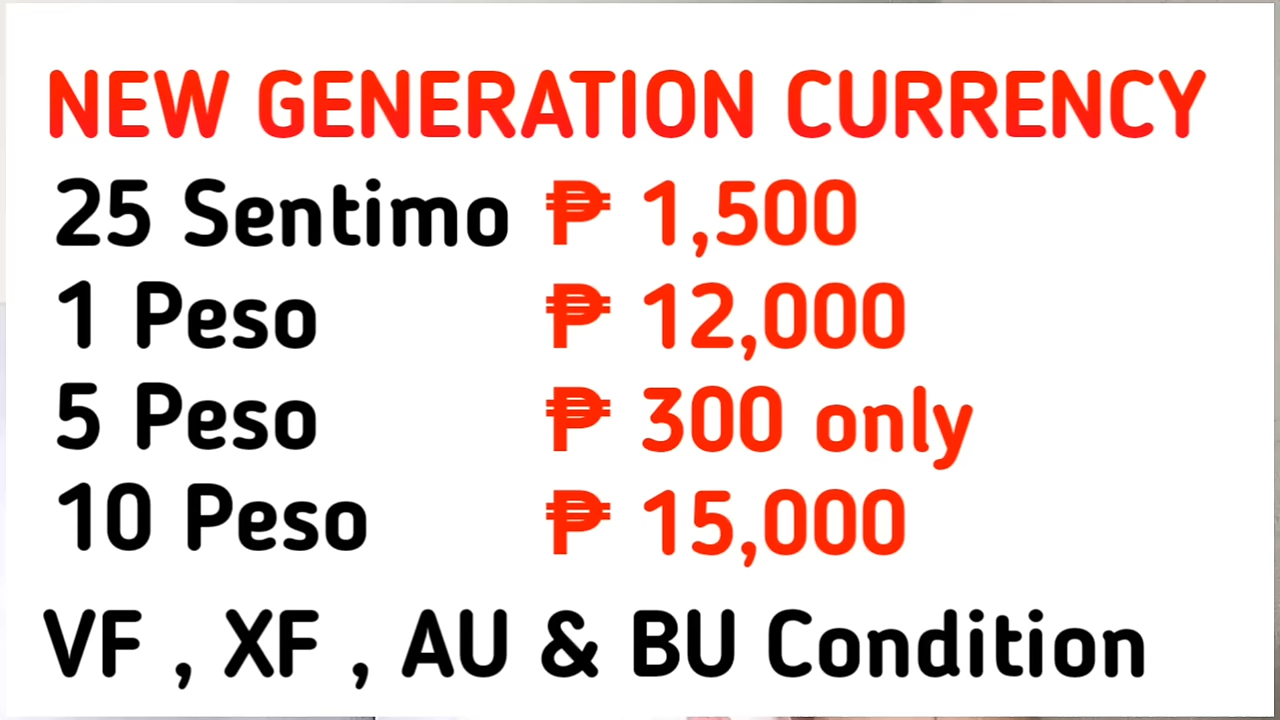 NEW GENERATION CURRENCY
25 Sentimo ₱ 1,500
1 Peso ₱ 12,000
5 Peso ₱ 300 only
10 Peso ₱ 15,000
VF , XF , AU & BU Condition